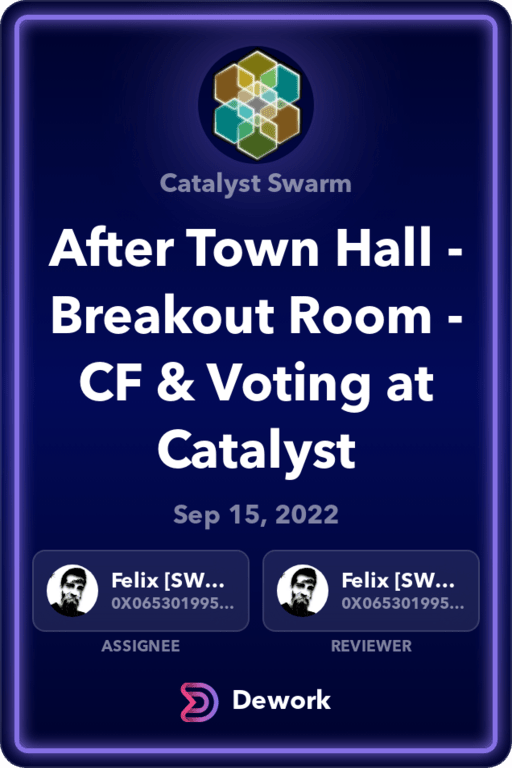 Catalyst Swarm
After Town Hall -
Breakout Room -
CF & Voting at
Catalyst
Sep 15, 2022
Felix [SW...
0X065301995...
ASSIGNEE
Felix [SW...
0X065301995...
REVIEWER
Dework